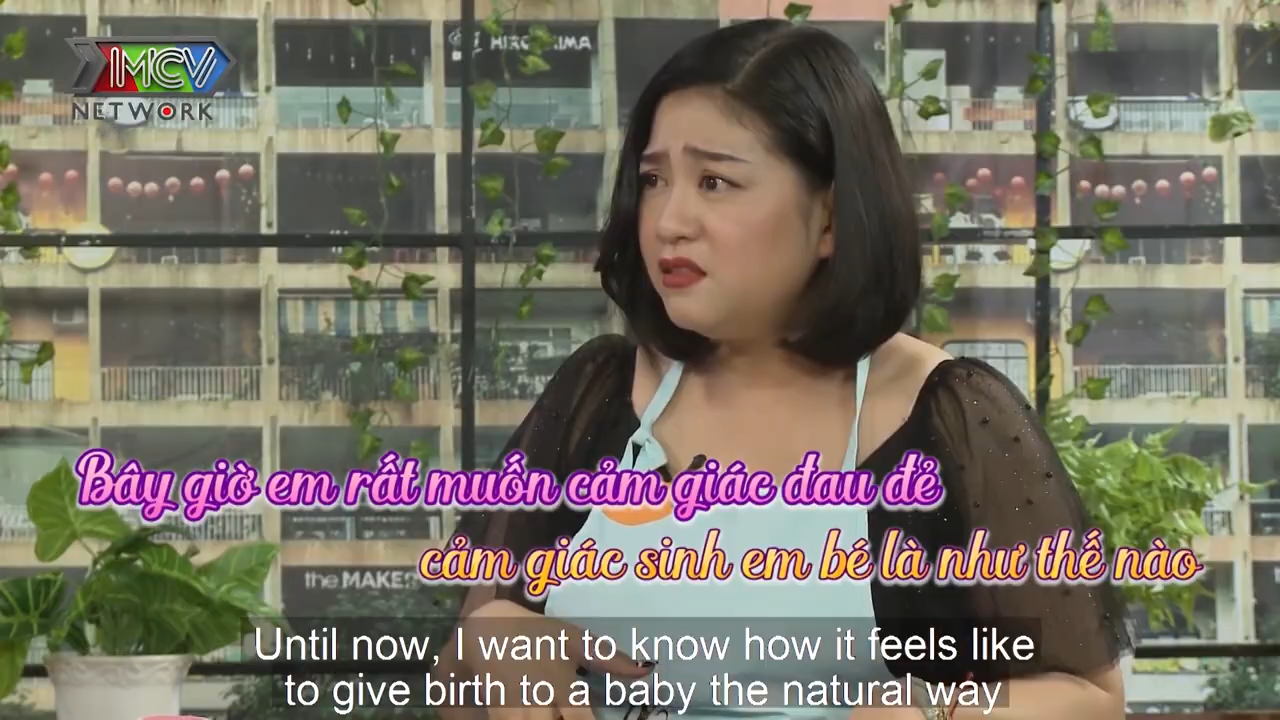 MCV
NETWORK
HIROSHIMA
Bây giờ em rất muốn cảm giác đau đẻ
cảm giác sinh em bé là như thế nào
the MAKER
Until now, I want to know how it feels like
to give birth to a baby the natural way